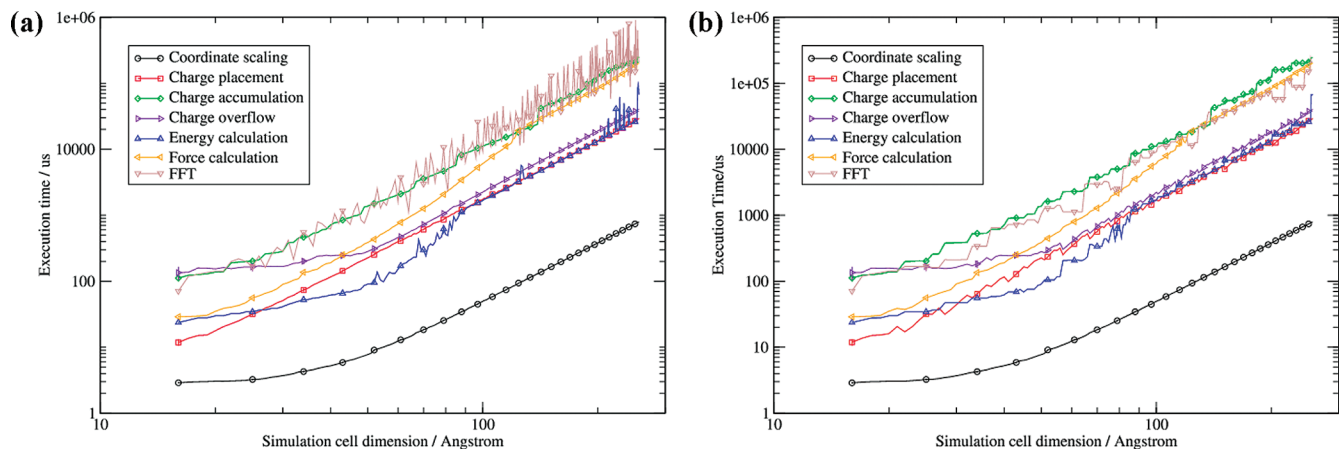 (a)
1e+06
10000
100
1
Execution time / us
Coordinate scaling
Charge placement
Charge accumulation
Charge overflow
Energy calculation
Force calculation
FFT
10
100
Simulation cell dimension / Angstrom
(b)
1e+06
1e+05
10000
1000
100
10
1
Execution Time/us
Coordinate scaling
Charge placement
Charge accumulation
Charge overflow
Energy calculation
Force calculation
FFT
10
100
Simulation cell dimension / Angstrom